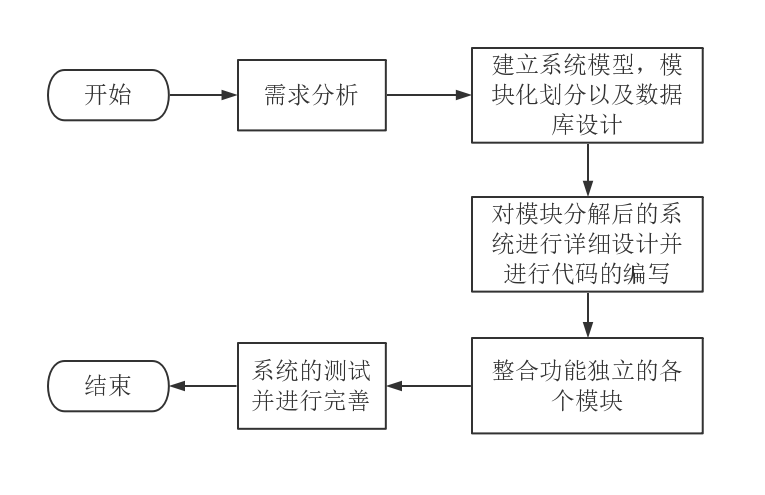 开始
需求分析
建立系统模型，模
块化划分以及数据
库设计
对模块分解后的系
统进行详细设计并
进行代码的编写
整合功能独立的各
个模块
系统的测试
并进行完善
结束